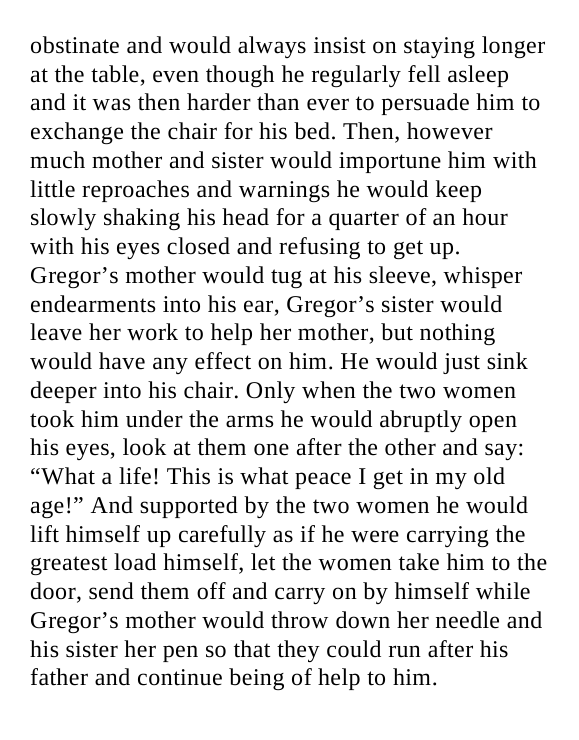 obstinate and would always insist on staying longer
at the table, even though he regularly fell asleep
and it was then harder than ever to persuade him to
exchange the chair for his bed. Then, however
much mother and sister would importune him with
little reproaches and warnings he would keep
slowly shaking his head for a quarter of an hour
with his eyes closed and refusing to get up.
Gregor’s mother would tug at his sleeve, whisper
endearments into his ear, Gregor’s sister would
leave her work to help her mother, but nothing
would have any effect on him. He would just sink
deeper into his chair. Only when the two women
took him under the arms he would abruptly open
his eyes, look at them one after the other and say:
“What a life! This is what peace I get in my old
age!” And supported by the two women he would
lift himself up carefully as if he were carrying the
greatest load himself, let the women take him to the
door, send them off and carry on by himself while
Gregor’s mother would throw down her needle and
his sister her pen so that they could run after his
father and continue being of help to him.